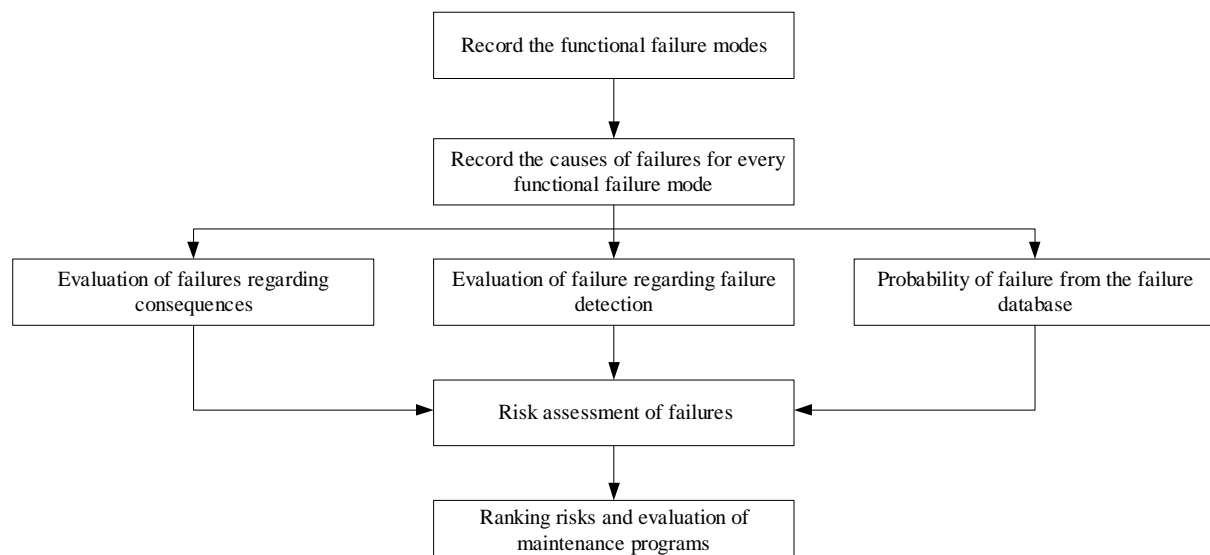 Record the functional failure modes
Record the causes of failures for every
functional failure mode
Evaluation of failures regarding
consequences
Evaluation of failure regarding failure
detection
Probability of failure from the failure
database
Risk assessment of failures
Ranking risks and evaluation of
maintenance programs